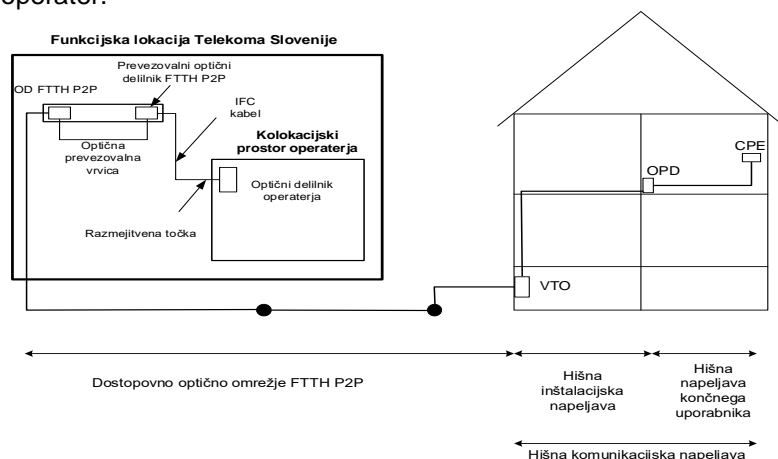 operater.
Funkcijska lokacija Telekoma Slovenije
Prevezovalni optični
delilnik FTTH P2P
OD FTTH P2P
IFC
kabel
Optična
prevezovalna
vrvica
Kolokacijski
prostor operaterja
Optični delilnik
operaterja
Razmejitvena točka
CPE
OPD
VTO
Dostopovno optično omrežje FTTH P2P
Hišna
inštalacijska
napeljava
Hišna
napeljava
končnega
uporabnika
Hišna komunikacijska napeljava